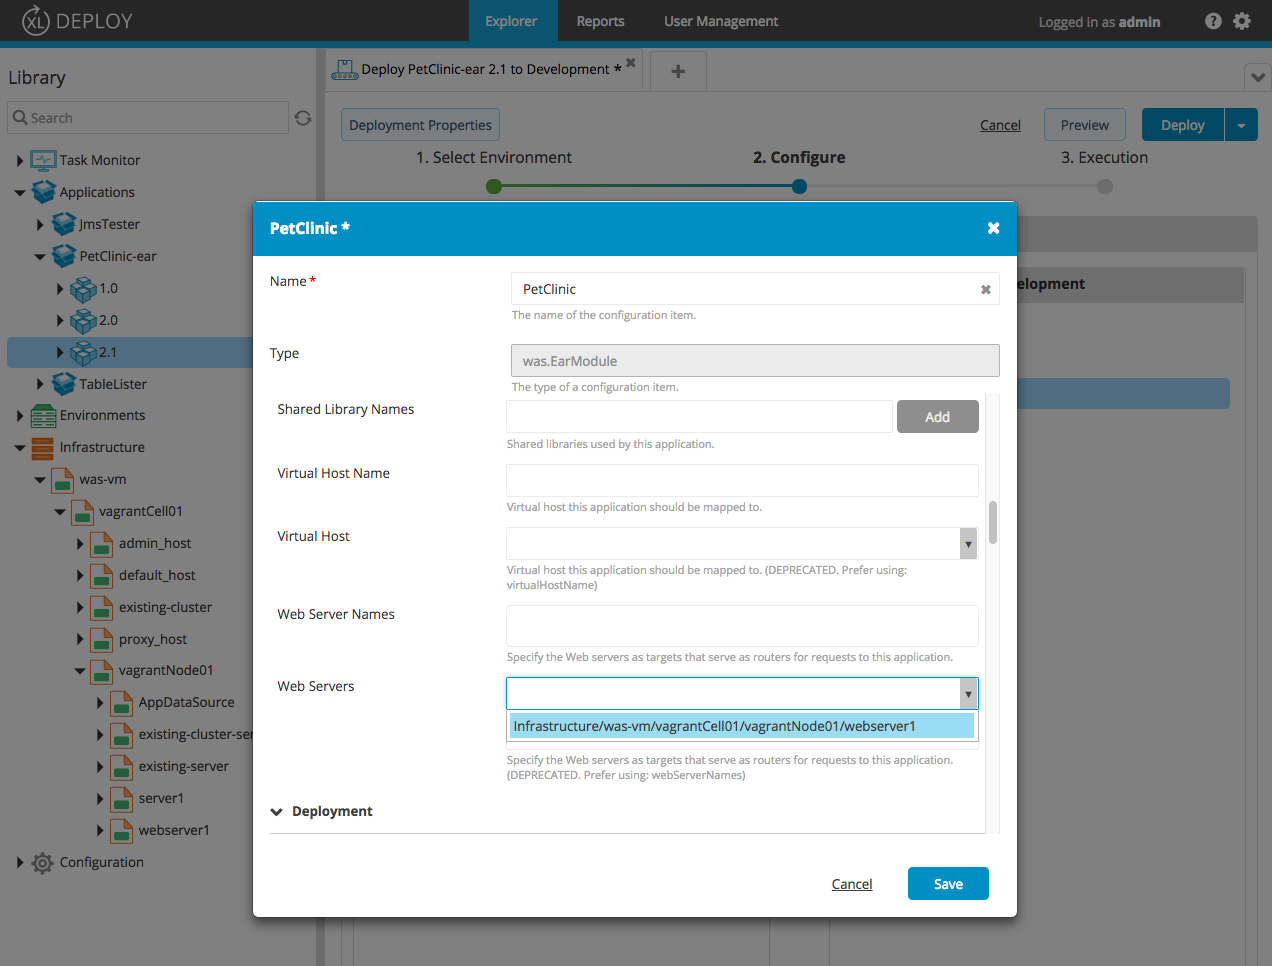 XL DEPLOY
Explorer
Reports
User Management
Logged in as admin
?
Library
Search
Task Monitor
Applications
JmsTester
PetClinic-ear
1.0
2.0
2.1
TableLister
Environments
Infrastructure
was-vm
vagrantCell01
admin_host
default_host
existing-cluster
proxy_host
vagrantNode01
AppDataSource
existing-cluster-ser
existing-server
server1
webserver1
Configuration
Deploy PetClinic-ear 2.1 to Development *
Deployment Properties
Cancel
Preview
Deploy
1. Select Environment
2. Configure
3. Execution
elopment
PetClinic *
Name *
PetClinic
The name of the configuration item.
Type
was.EarModule
The type of a configuration item.
Shared Library Names
Add
Shared libraries used by this application.
Virtual Host Name
Virtual host this application should be mapped to.
Virtual Host
Virtual host this application should be mapped to. (DEPRECATED. Prefer using:
virtualHostName)
Web Server Names
Specify the Web servers as targets that serve as routers for requests to this application.
Web Servers
Infrastructure/was-vm/vagrantCell01/vagrantNode01/webserver1
Specify the Web servers as targets that serve as routers for requests to this application.
(DEPRECATED. Prefer using: webServerNames)
Deployment
Cancel
Save